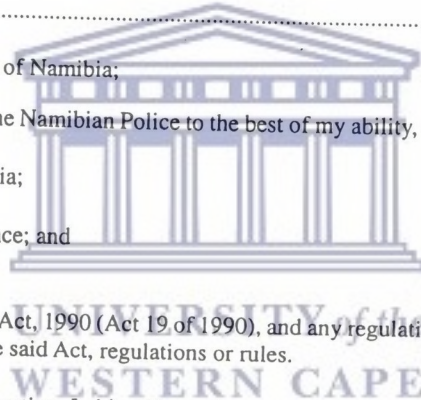 of Namibia;
Namibian Police to the best of my ability,
ia;
ce; and
Act, 1990 (Act 19 of 1990), and any regulati
e said Act, regulations or rules.
UNIVERSITY of the
WESTERN CAPE